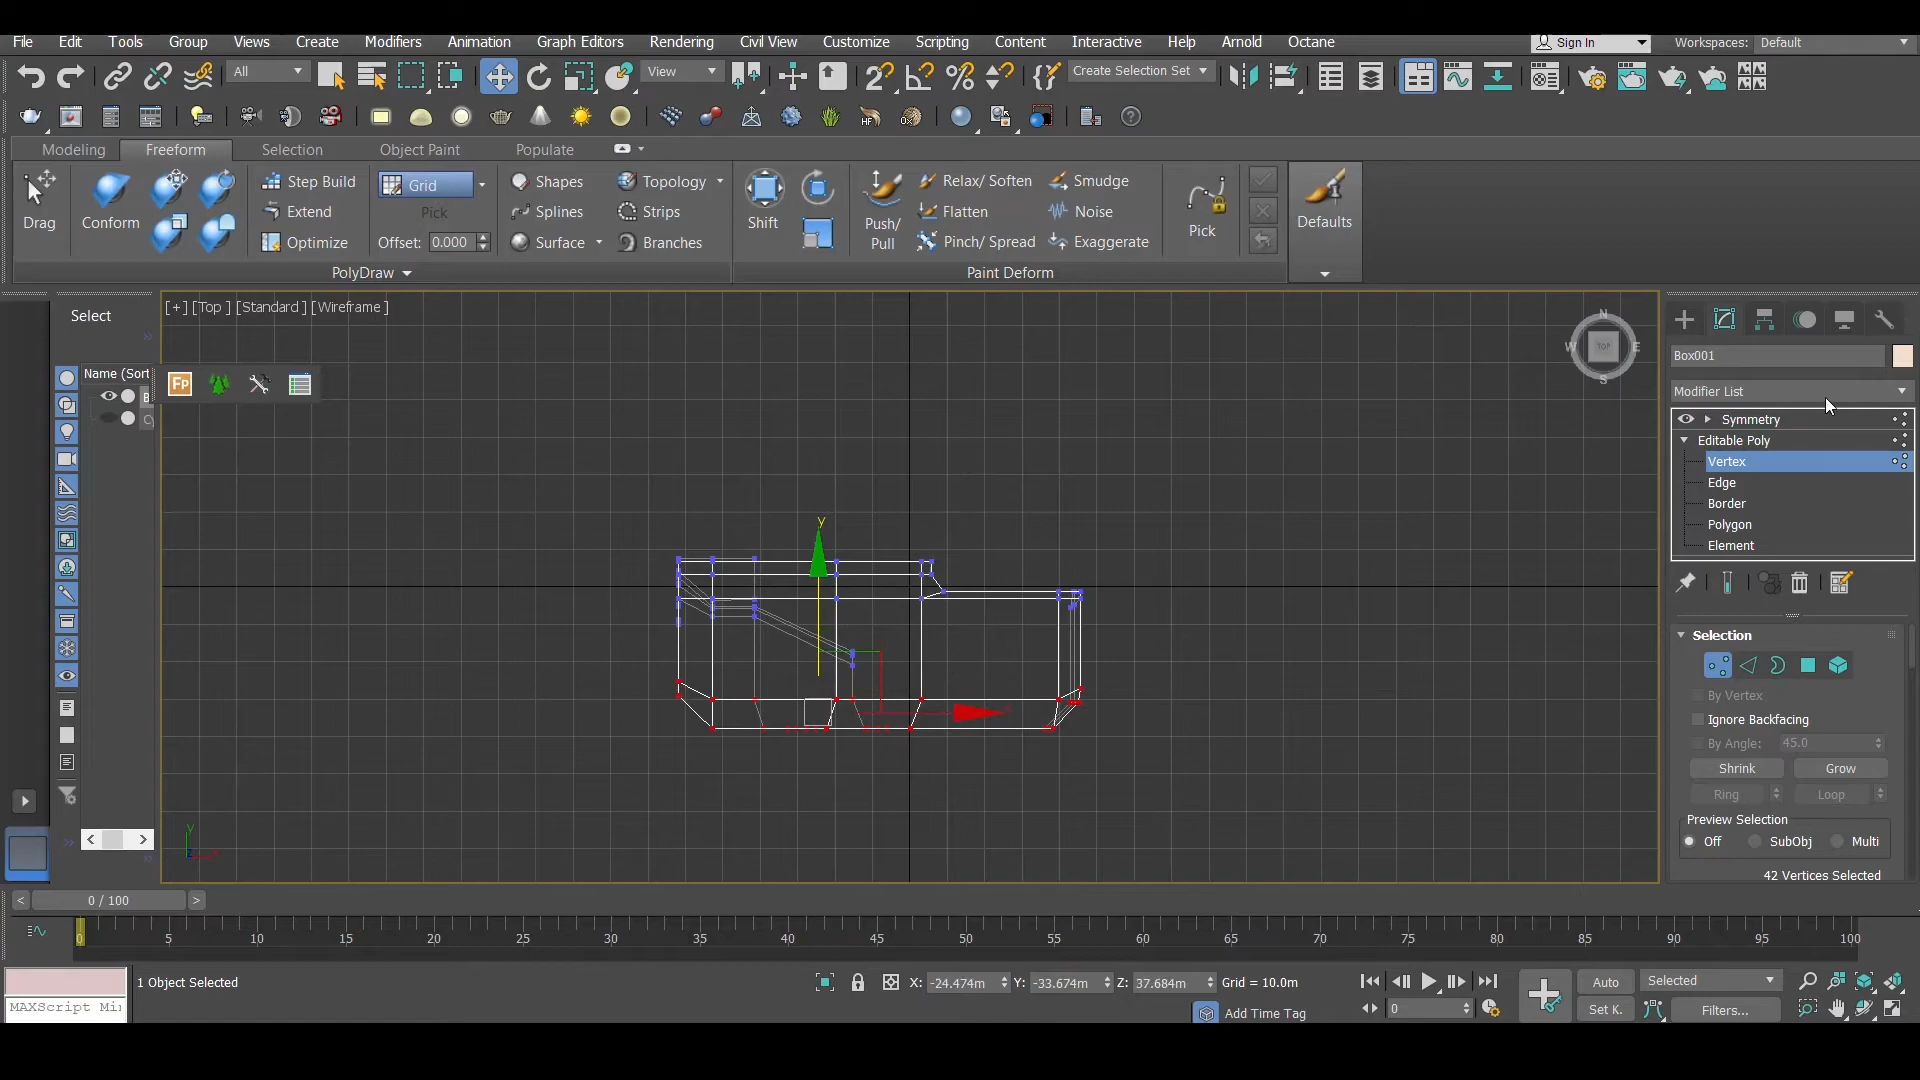 File Edit Tools Group Views Create Modifiers Animation Graph Editors Rendering Civil View Customize Scripting Content Interactive Help Arnold Octane Sign In Workspaces: Default
All View Create Selection Set
HF
Modeling Freeform Selection Object Paint Populate
Drag Conform Step Build Extend Optimize Grid Pick Offset: 0.000 Shapes Splines Surface Topology Strips Branches
Shift Push/ Pull Relax/Soften Flatten Pinch/Spread Smudge Noise Exaggerate Pick Defaults
PolyDraw Paint Deform
[+] [Top ] [Standard ] [Wireframe ]
Select
Name (Sort
Fp
N
W TOP E
S
y
x
y
Box001
Modifier List
Symmetry
Editable Poly
Vertex
Edge
Border
Polygon
Element
Selection
By Vertex
Ignore Backfacing
By Angle: 45.0
Shrink Grow
Ring Loop
Preview Selection
Off SubObj Multi
42 Vertices Selected
< 0 / 100 >
0 5 10 15 20 25 30 35 40 45 50 55 60 65 70 75 80 85 90 95 100
1 Object Selected X: -24.474m Y: -33.674m Z: 37.684m Grid = 10.0m Auto Selected
MAXScript Mi Add Time Tag 0 Set K. Filters...